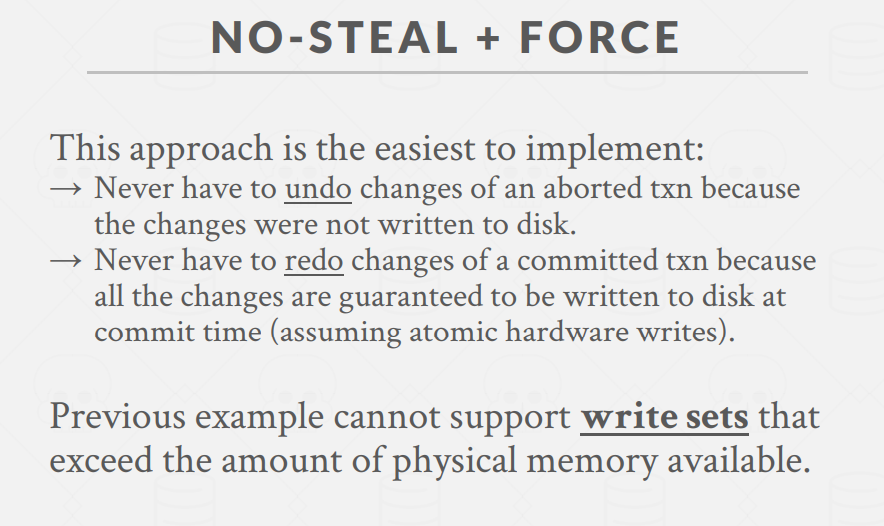 NO-STEAL + FORCE
This approach is the easiest to implement:
→ Never have to undo changes of an aborted txn because
the changes were not written to disk.
→ Never have to redo changes of a committed txn because
all the changes are guaranteed to be written to disk at
commit time (assuming atomic hardware writes).
Previous example cannot support write sets that
exceed the amount of physical memory available.